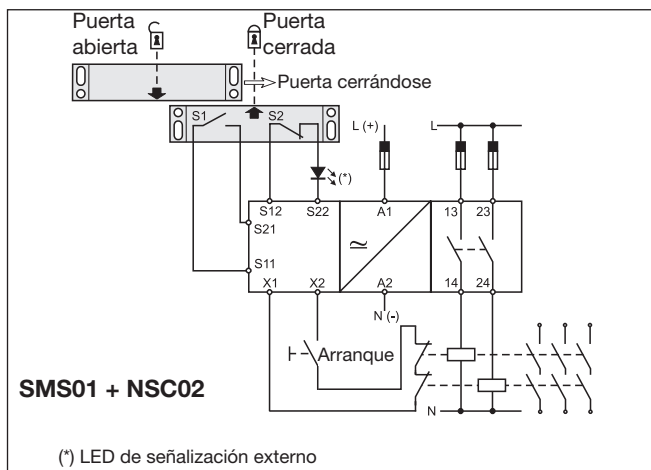 Puerta
abierta
Puerta
cerrada
Puerta cerrándose
S1
S2
L (+)
L
(*)
S12
S22
A1
13
23
S21
S11
X1
X2
A2
14
24
N (-)
Arranque
SMS01 + NSC02
N
(*) LED de señalización externo